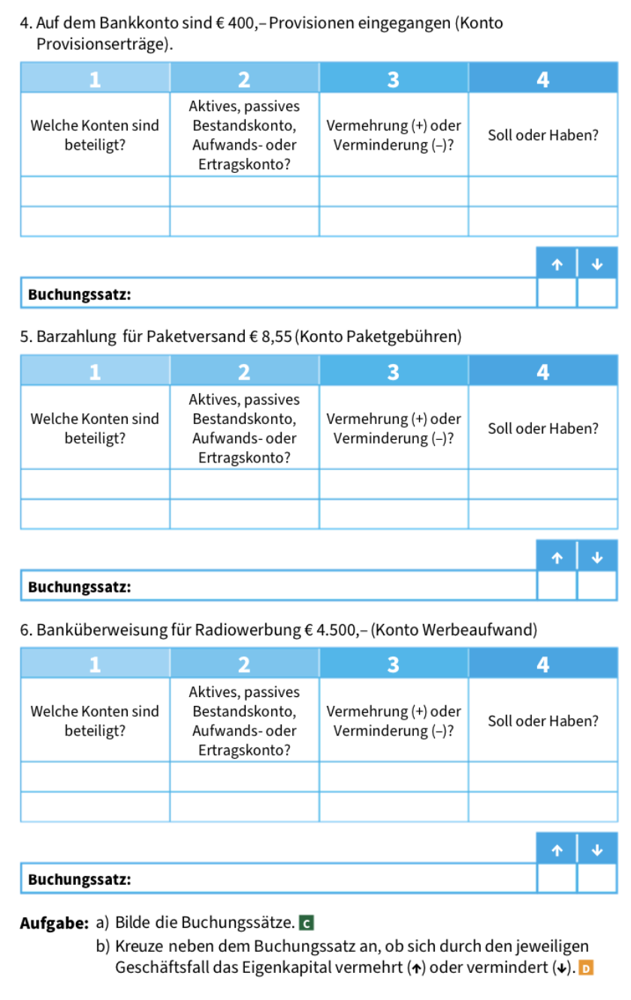 4. Auf dem Bankkonto sind € 400,– Provisionen eingegangen (Konto
Provisionserträge).
1 2 3 4
Welche Konten sind
beteiligt?
Aktives, passives
Bestandskonto,
Aufwands- oder
Ertragskonto?
Vermehrung (+) oder
Verminderung (–)?
Soll oder Haben?
↑ ↓
Buchungssatz:
5. Barzahlung für Paketversand € 8,55 (Konto Paketgebühren)
1 2 3 4
Welche Konten sind
beteiligt?
Aktives, passives
Bestandskonto,
Aufwands- oder
Ertragskonto?
Vermehrung (+) oder
Verminderung (–)?
Soll oder Haben?
↑ ↓
Buchungssatz:
6. Banküberweisung für Radiowerbung € 4.500,– (Konto Werbeaufwand)
1 2 3 4
Welche Konten sind
beteiligt?
Aktives, passives
Bestandskonto,
Aufwands- oder
Ertragskonto?
Vermehrung (+) oder
Verminderung (–)?
Soll oder Haben?
↑ ↓
Buchungssatz:
Aufgabe: a) Bilde die Buchungssätze. C
b) Kreuze neben dem Buchungssatz an, ob sich durch den jeweiligen
Geschäftsfall das Eigenkapital vermehrt (↑) oder vermindert (↓). D